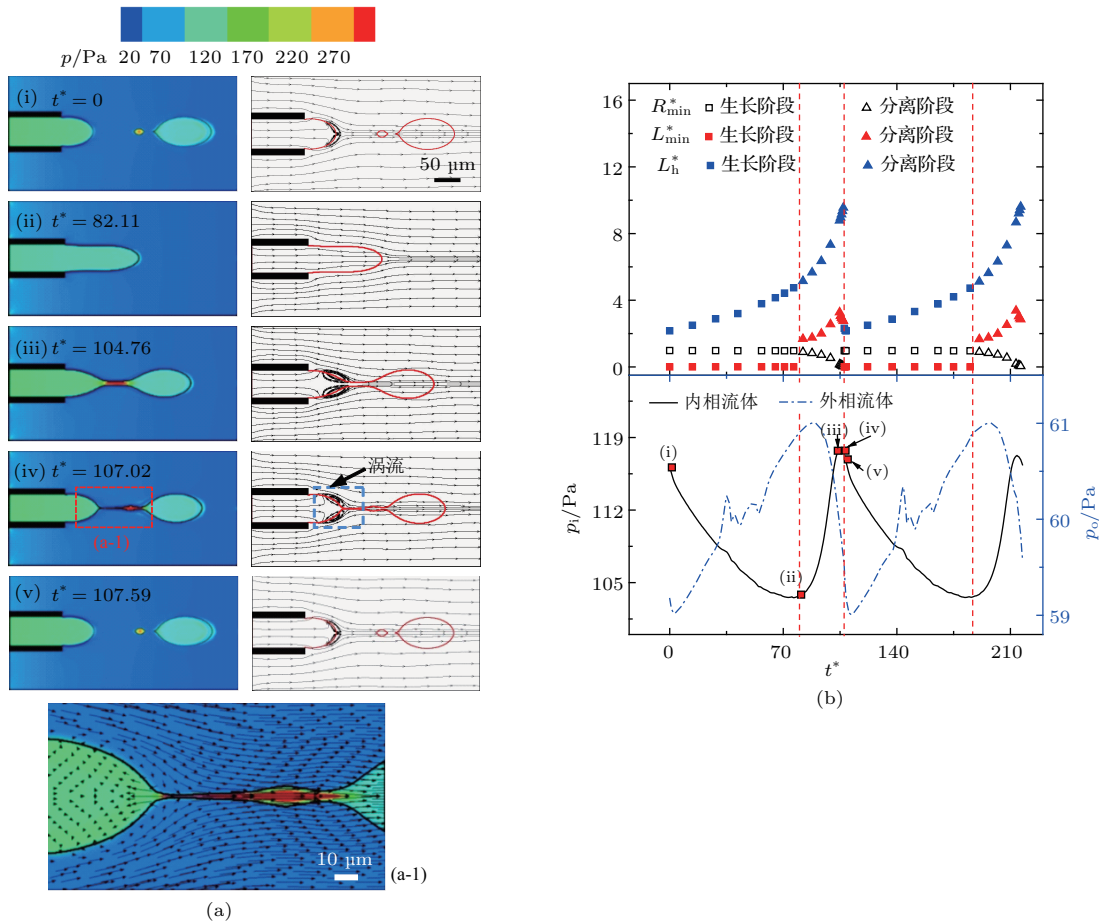 p/Pa 20 70 120 170 220 270
(i) t* = 0
50 μm
(ii) t* = 82.11
(iii) t* = 104.76
(iv) t* = 107.02
(a-1)
涡流
(v) t* = 107.59
10 μm
(a-1)
(a)
R*min 生长阶段 分离阶段
L*min 生长阶段 分离阶段
L*h 生长阶段 分离阶段
16
12
8
4
0
内相流体 外相流体
(i)
(ii)
(iii)
(iv)
(v)
119
112
105
pi/Pa
61
60
59
po/Pa
0 70 140 210
t*
(b)